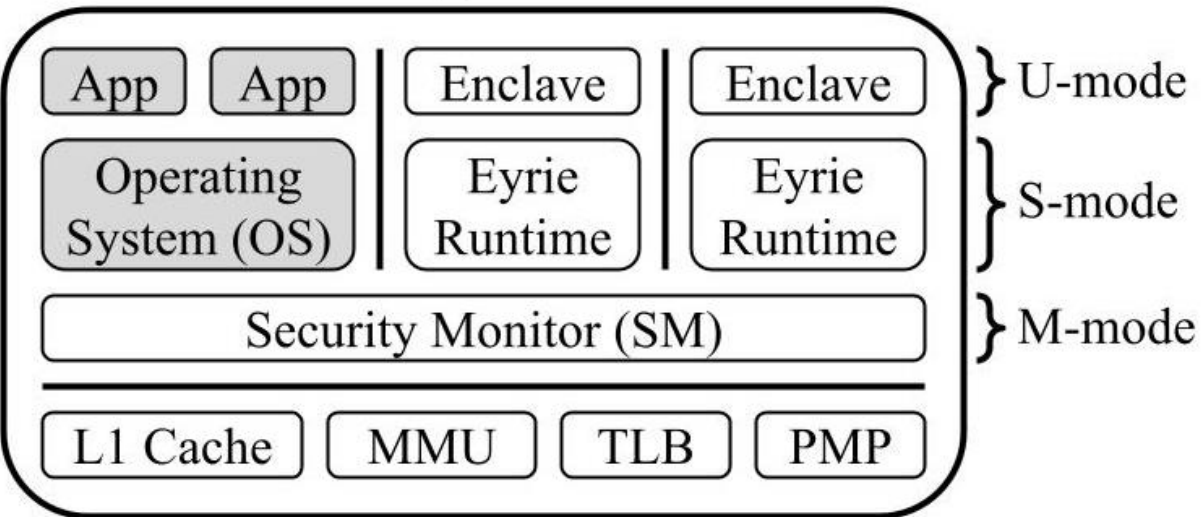 App App Enclave Enclave U-mode
Operating System (OS)
Eyrie Runtime
Eyrie Runtime
S-mode
Security Monitor (SM) M-mode
L1 Cache MMU TLB PMP